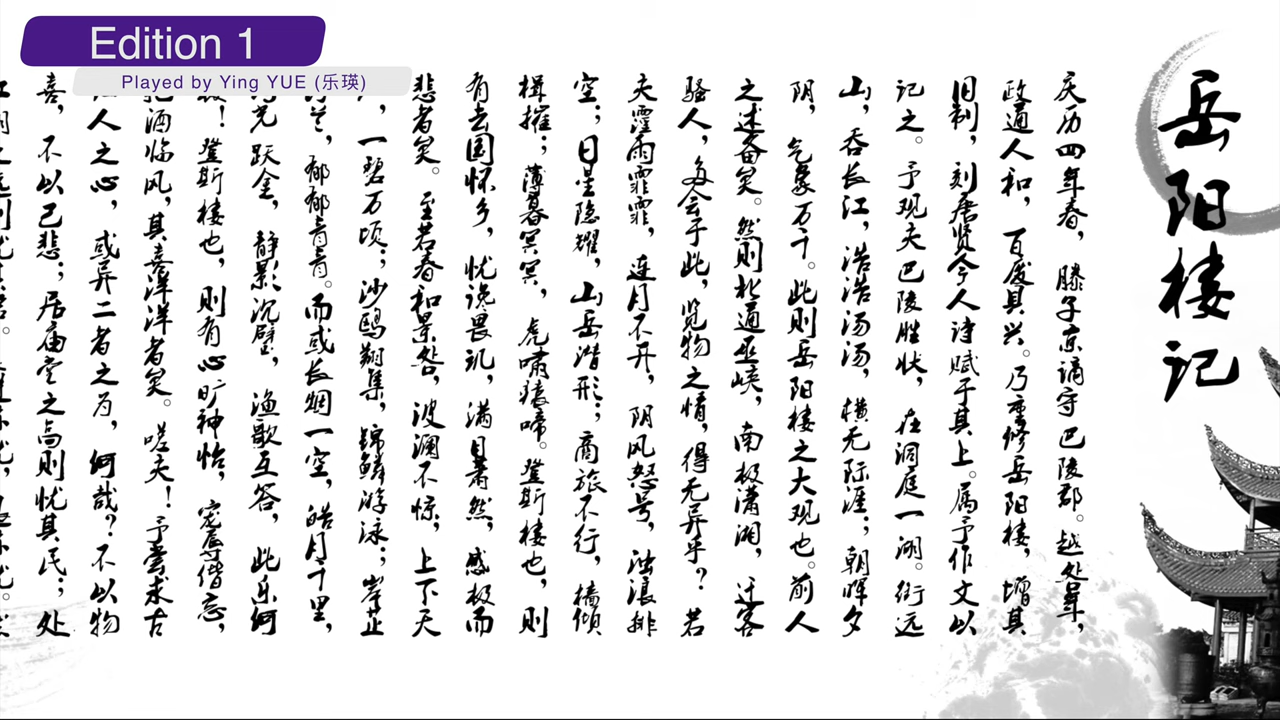 Edition 1
Played by Ying YUE (乐瑛)
岳阳楼记
庆历四年春，滕子京谪守巴陵郡。越明年，
政通人和，百废具兴。乃重修岳阳楼，增其
旧制，刻唐贤今人诗赋于其上。属予作文以
记之。予观夫巴陵胜状，在洞庭一湖。衔远
山，吞长江，浩浩汤汤，横无际涯；朝晖夕
阴，气象万千。此则岳阳楼之大观也。前人
之述备矣。然则北通巫峡，南极潇湘，迁客
骚人，多会于此，览物之情，得无异乎？若
夫霪雨霏霏，连月不开，阴风怒号，浊浪排
空；日星隐耀，山岳潜形；商旅不行，樯倾
楫摧；薄暮冥冥，虎啸猿啼。登斯楼也，则
有去国怀乡，忧谗畏讥，满目萧然，感极而
悲者矣。至若春和景明，波澜不惊，上下天
，一碧万顷；沙鸥翔集，锦鳞游泳；岸芷
兰，郁郁青青。而或长烟一空，皓月千里，
光跃金，静影沉璧，渔歌互答，此乐何
！登斯楼也，则有心旷神怡，宠辱偕忘，
把酒临风，其喜洋洋者矣。嗟夫！予尝求古
人之心，或异二者之为，何哉？不以物
喜，不以己悲；居庙堂之高则忧其民；处